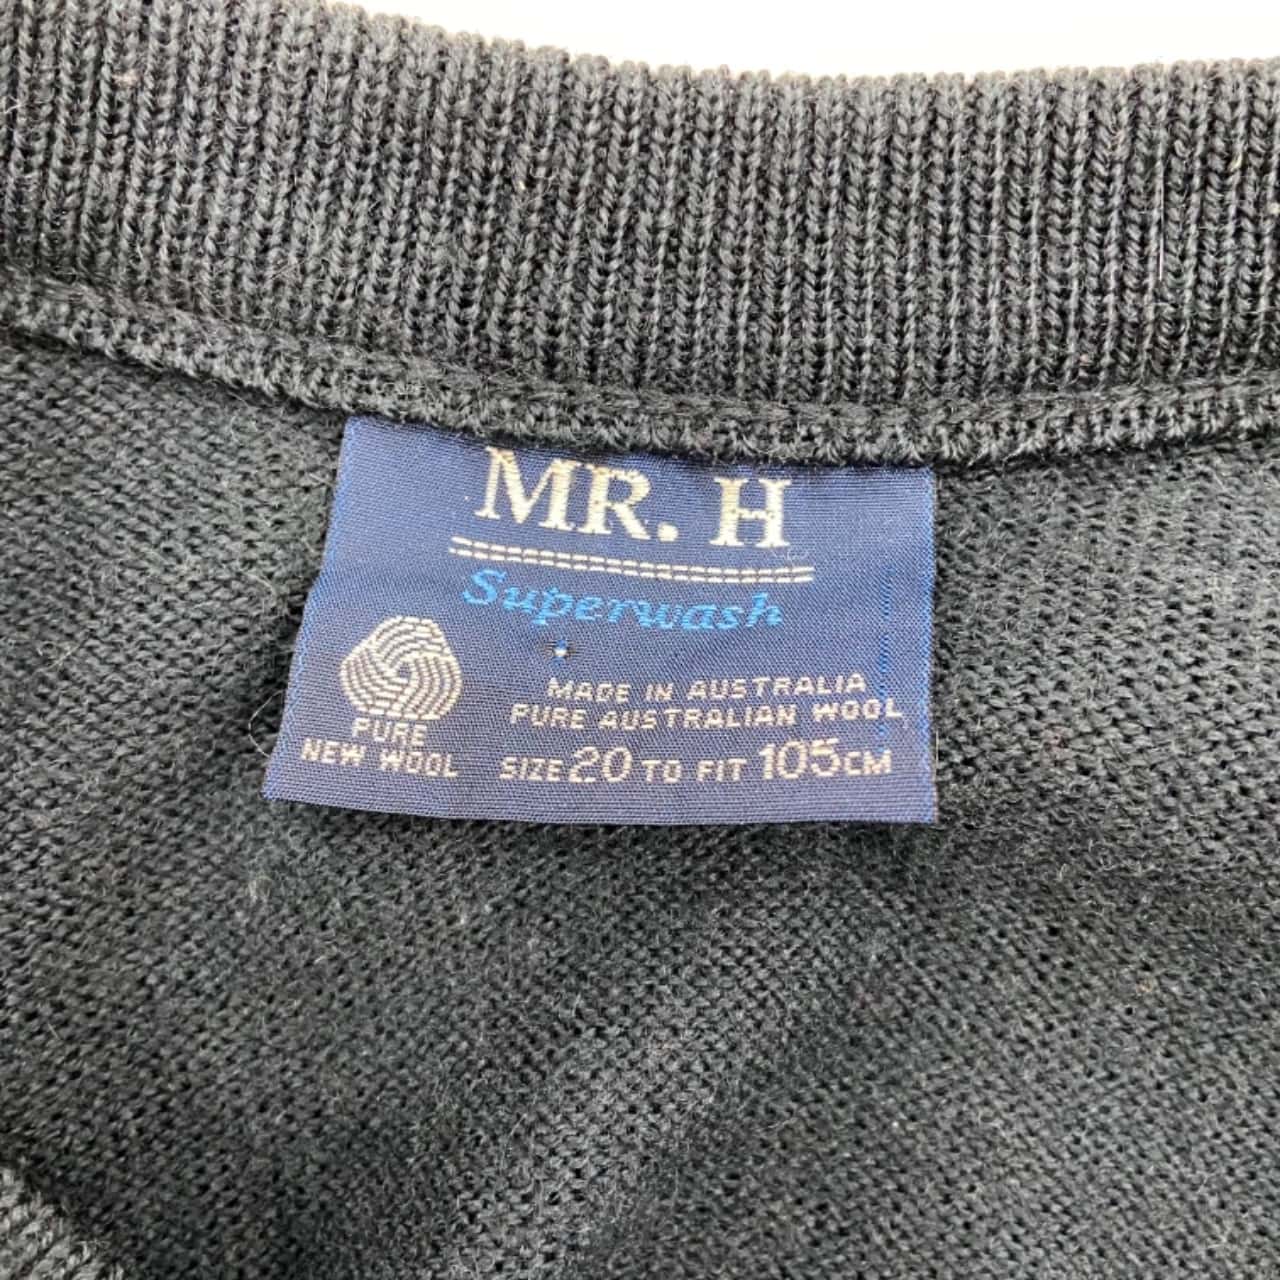 MR. H
Superwash
MADE IN AUSTRALIA
PURE AUSTRALIAN WOOL
SIZE 20 TO FIT 105CM
PURE
NEW WOOL